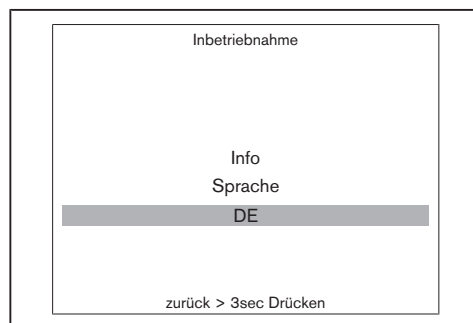 Inbetriebnahme
Info
Sprache
DE
zurück > 3sec Drücken